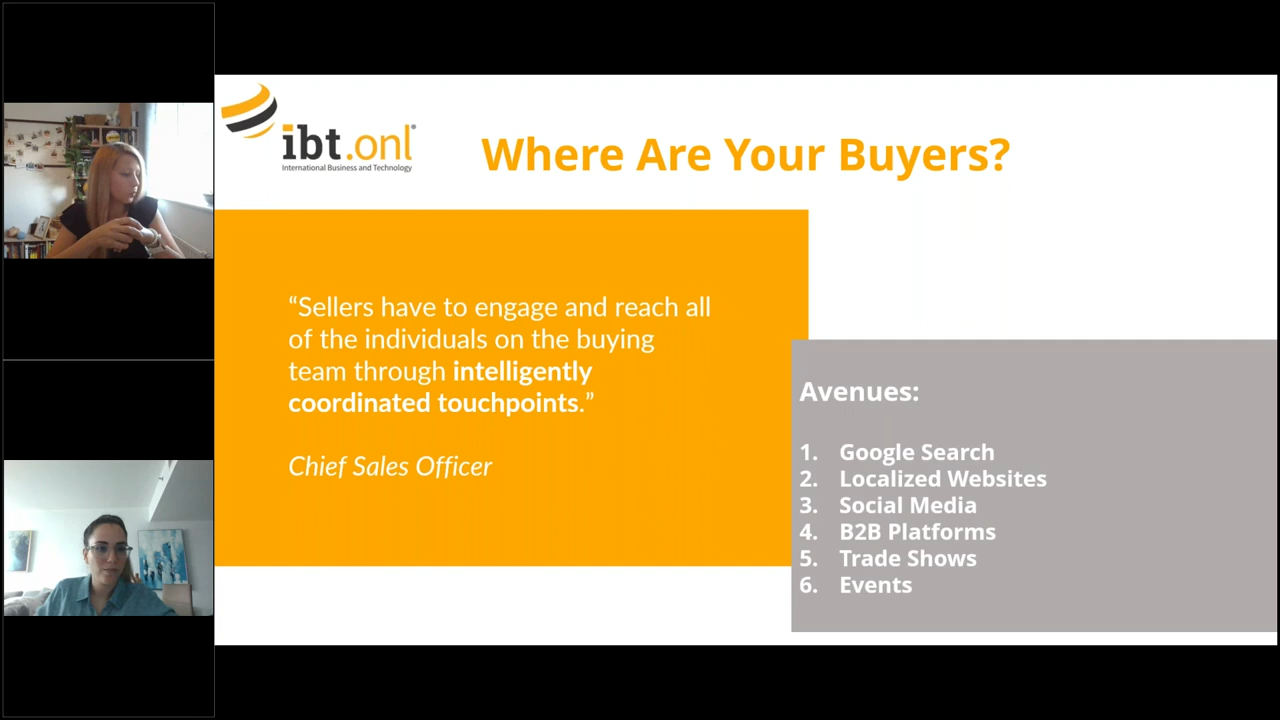 ibt.onl®
International Business and Technology
Where Are Your Buyers?
“Sellers have to engage and reach all
of the individuals on the buying
team through intelligently
coordinated touchpoints.”
Chief Sales Officer
Avenues:
1. Google Search
2. Localized Websites
3. Social Media
4. B2B Platforms
5. Trade Shows
6. Events